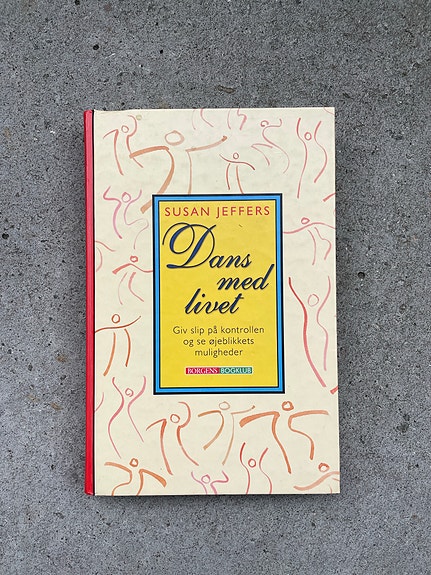 SUSAN JEFFERS
Dans
med
livet
Giv slip på kontrollen
og se øjeblikkets
muligheder
BORGENS BOGKLUB